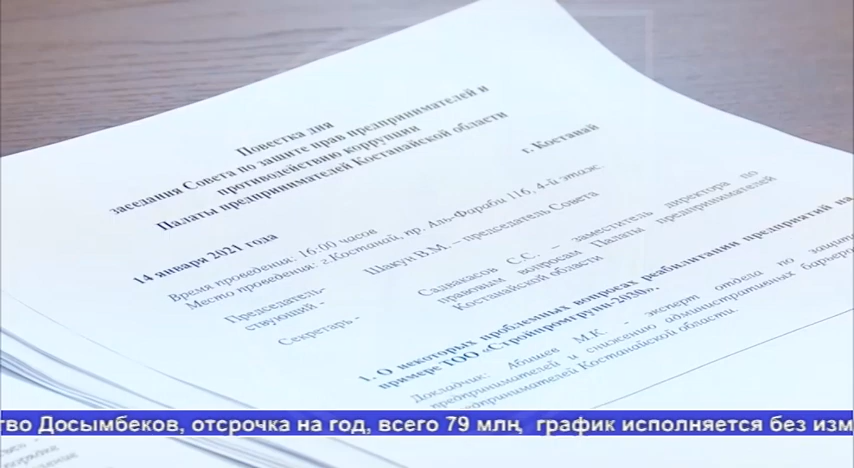 Повестка дня
заседания Совета по защите прав предпринимателей и
противодействию коррупции
Палаты предпринимателей Костанайской области
г. Костанай
14 января 2021 года
Время проведения: 16:00 часов
Место проведения: г.Костанай, пр. Аль-Фараби 116, 4-й этаж.
Председатель-
ствующий -
Шакун В.М. – председатель Совета
Секретарь -
Садвакасов С.С. – заместитель директора по
правовым вопросам Палаты предпринимателей
Костанайской области
1. О некоторых проблемных вопросах реабилитации предприятий на
примере ТОО «Стройпромгрупп-2030».
Докладчик: Абишев М.К - эксперт отдела по защите
предпринимателей и снижению административных барьеро
предпринимателей Костанайской области.
тво Досымбеков, отсрочка на год, всего 79 млн, график исполняется без изм